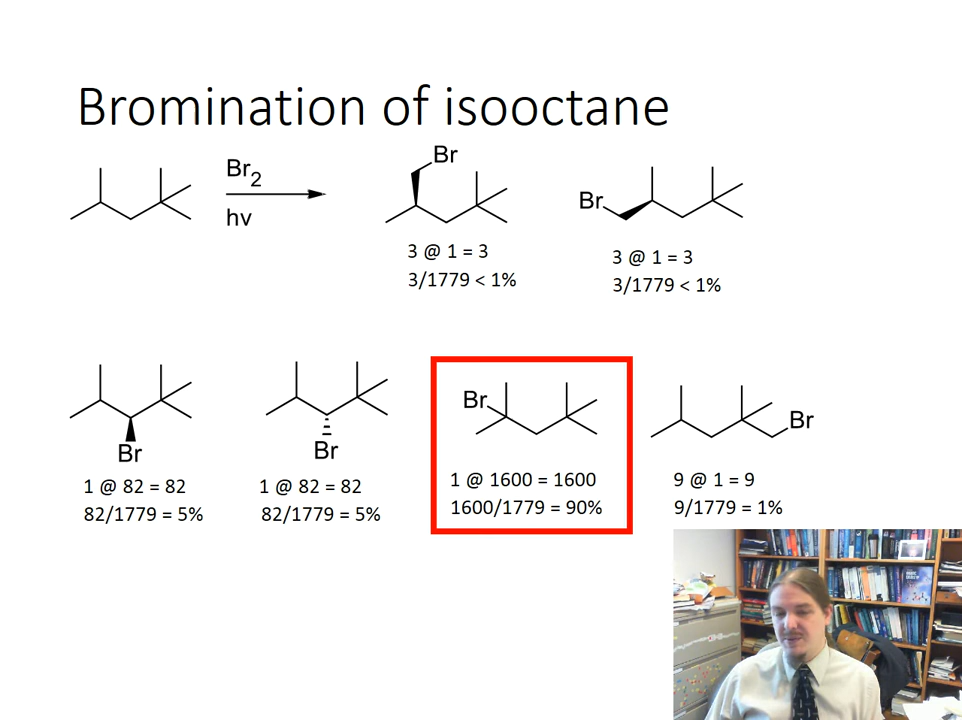 Bromination of isooctane
Br
Br2
hν
Br
3 @ 1 = 3
3/1779 < 1%
3 @ 1 = 3
3/1779 < 1%
Br
Br
Br
Br
1 @ 82 = 82
82/1779 = 5%
1 @ 82 = 82
82/1779 = 5%
1 @ 1600 = 1600
1600/1779 = 90%
9 @ 1 = 9
9/1779 = 1%